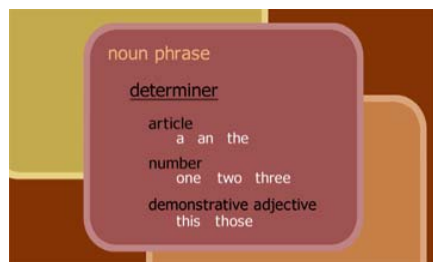 noun phrase
determiner
article
a an the
number
one two three
demonstrative adjective
this those